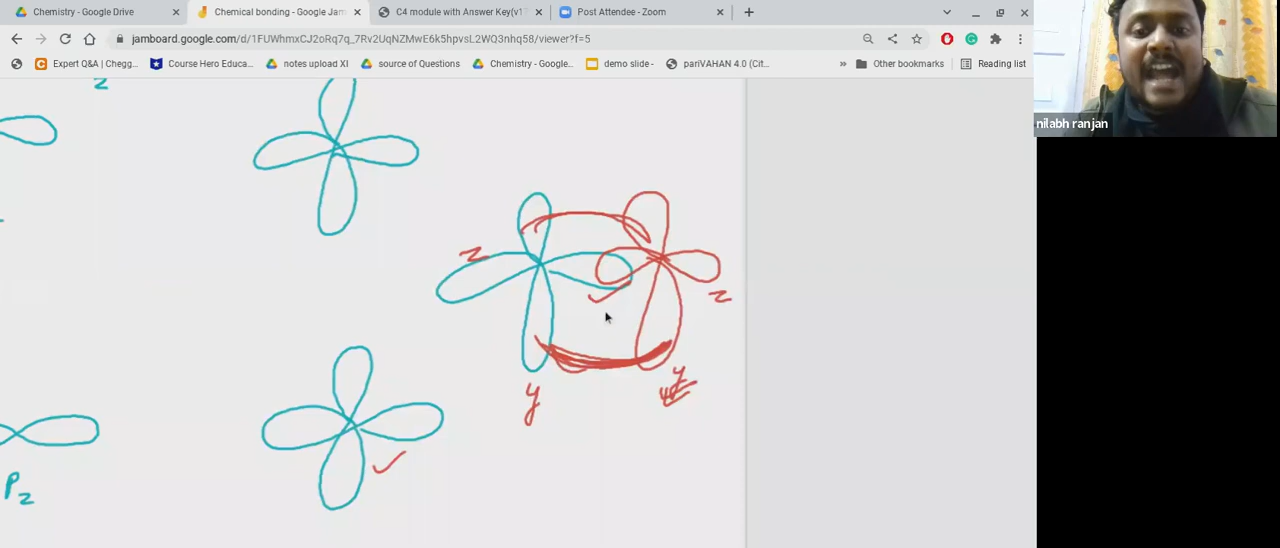 Chemistry - Google Drive
Chemical bonding - Google Jam
C4 module with Answer Key(v1
Post Attendee - Zoom
jamboard.google.com/d/1FUWhmxCJ2oRq7q_7Rv2UqNZMwE6k5hpvsL2WQ3nhq58/viewer?f=5
Expert Q&A | Chegg...
Course Hero Educa...
notes upload XI
source of Questions
Chemistry - Google...
demo slide -
pariVAHAN 4.0 (Cit...
»
Other bookmarks
Reading list
nilabh ranjan
z
z
z
y
y
Pz